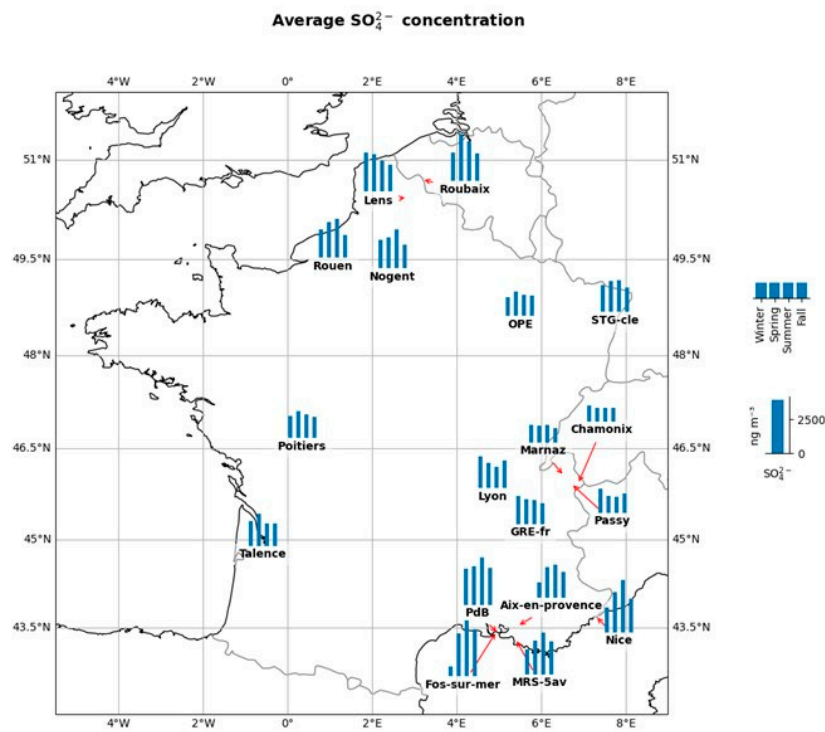 Average SO₄²⁻ concentration
4°W 2°W 0° 2°E 4°E 6°E 8°E
51°N 51°N
Roubaix
Lens
Rouen
Nogent
49.5°N 49.5°N
OPE
STG-cle
48°N 48°N
Chamonix
Poitiers
Marnaz
46.5°N 46.5°N
Lyon
Passy
GRE-fr
45°N 45°N
Talence
Aix-en-provence
PdB
43.5°N 43.5°N
Nice
Fos-sur-mer
MRS-5av
4°W 2°W 0° 2°E 4°E 6°E 8°E
Winter
Spring
Summer
Fall
ng m⁻³
2500
0
SO₄²⁻